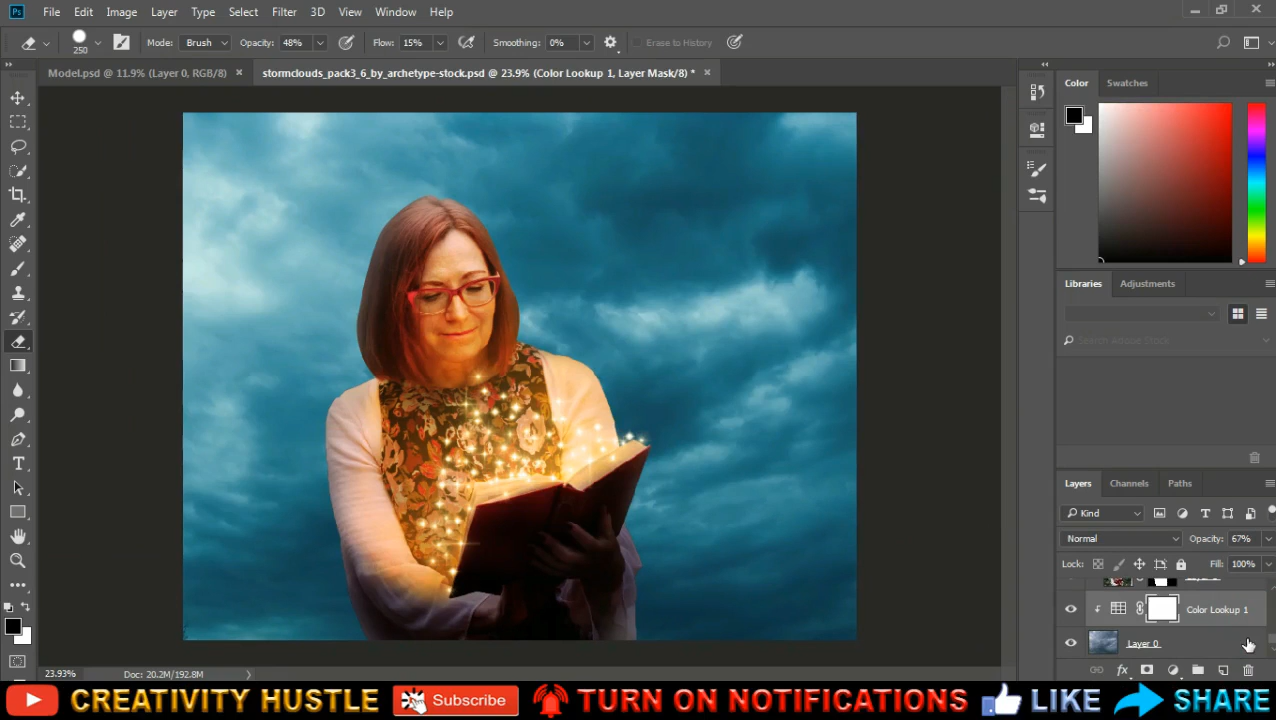 Ps File Edit Image Layer Type Select Filter 3D View Window Help
250 Mode: Brush Opacity: 48% Flow: 15% Smoothing: 0% Erase to History
Model.psd @ 11.9% (Layer 0, RGB/8) × stormclouds_pack3_6_by_archetype-stock.psd @ 23.9% (Color Lookup 1, Layer Mask/8) * ×
Color Swatches
Libraries Adjustments
Search Adobe Stock
Layers Channels Paths
Kind
Normal Opacity: 67%
Lock: Fill: 100%
Color Lookup 1
Layer 0
23.93% Doc: 20.2M/192.8M
CREATIVITY HUSTLE Subscribe TURN ON NOTIFICATIONS LIKE SHARE